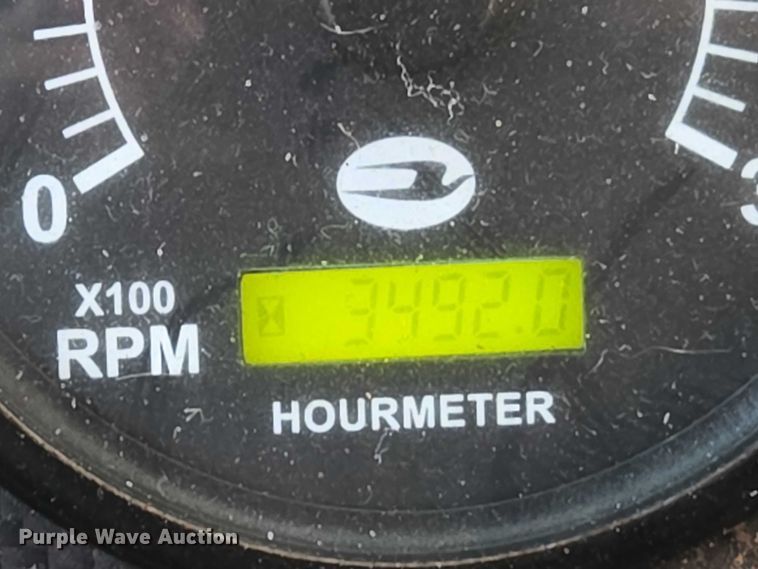 0
X100
RPM
3492.0
HOURMETER
Purple Wave Auction